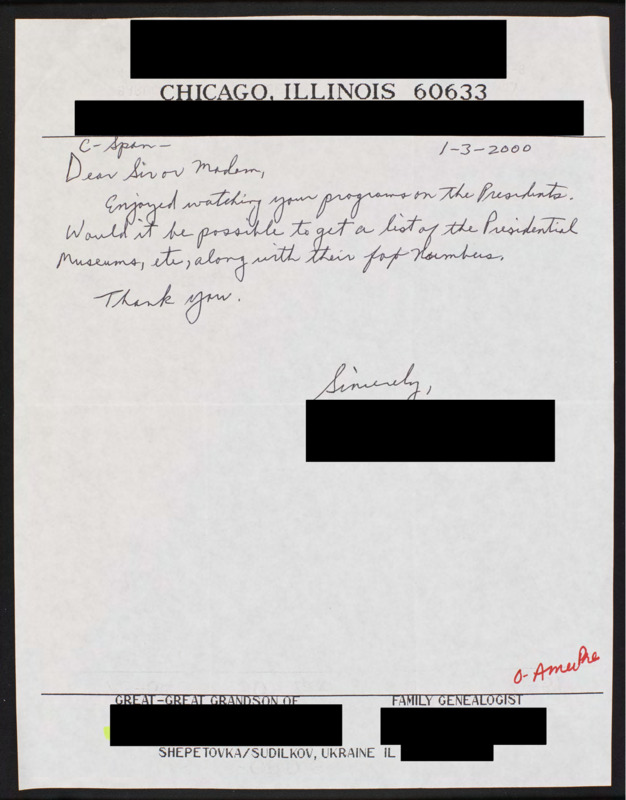 CHICAGO, ILLINOIS 60633
C-Span-
1-3-2000
Dear Sir or Madam,
Enjoyed watching your programs on the Presidents.
Would it be possible to get a list of the Presidential
Museums, etc, along with their fax Numbers.
Thank you.
Sincerely,
O- AmerPre
GREAT-GREAT GRANDSON OF
FAMILY GENEALOGIST
SHEPETOVKA/SUDILKOV, UKRAINE IL